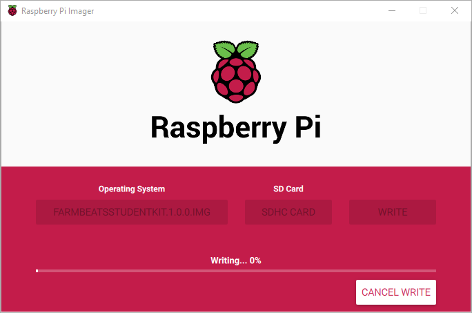 Raspberry Pi Imager
Raspberry Pi
Operating System
SD Card
FARMBEATSSTUDENTKIT.1.0.0.IMG
SDHC CARD
WRITE
Writing... 0%
CANCEL WRITE